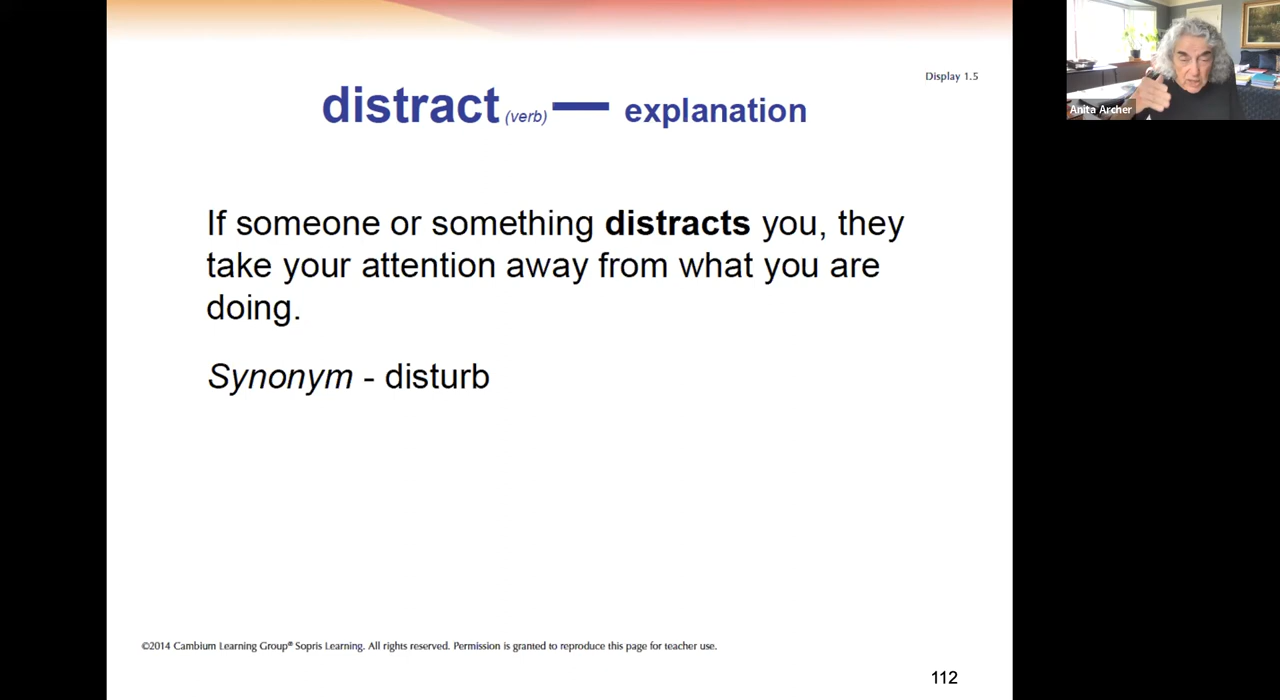 Display 1.5
distract (verb) — explanation
If someone or something distracts you, they
take your attention away from what you are
doing.
Synonym - disturb
©2014 Cambium Learning Group® Sopris Learning. All rights reserved. Permission is granted to reproduce this page for teacher use.
112
Anita Archer